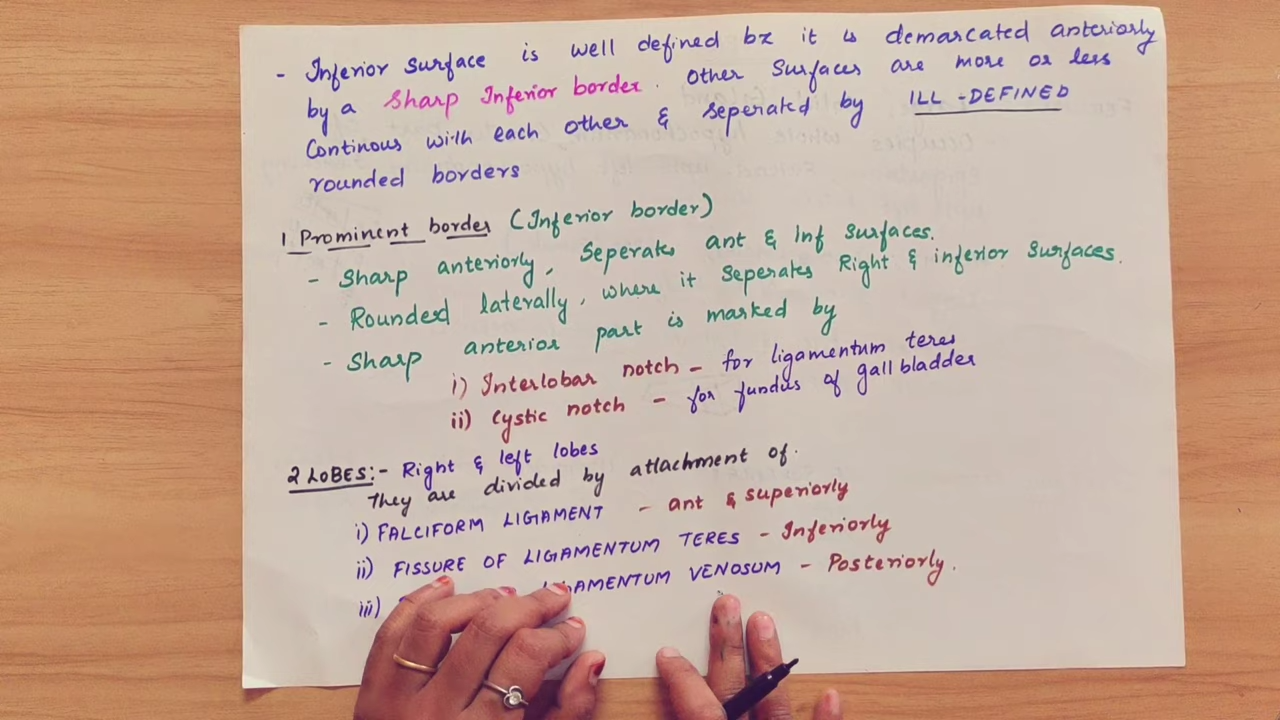 - Inferior Surface is well defined bz it is demarcated anteriorly
by a Sharp Inferior border. Other Surfaces are more or less
Continous with each other & seperated by ILL-DEFINED
rounded borders
1 Prominent border (Inferior border)
- Sharp anteriorly, Seperats ant & Inf Surfaces.
- Rounded laterally, where it Seperates Right & inferior Surfaces.
- Sharp anterior part is marked by
i) Interlobar notch - for ligamentum teres
ii) Cystic notch - for fundus of gall bladder
2 LOBES:- Right & left lobes
They are divided by attachment of.
i) FALCIFORM LIGAMENT - ant & superiorly
ii) FISSURE OF LIGAMENTUM TERES - Inferiorly
iii) LIGAMENTUM VENOSUM - Posteriorly.